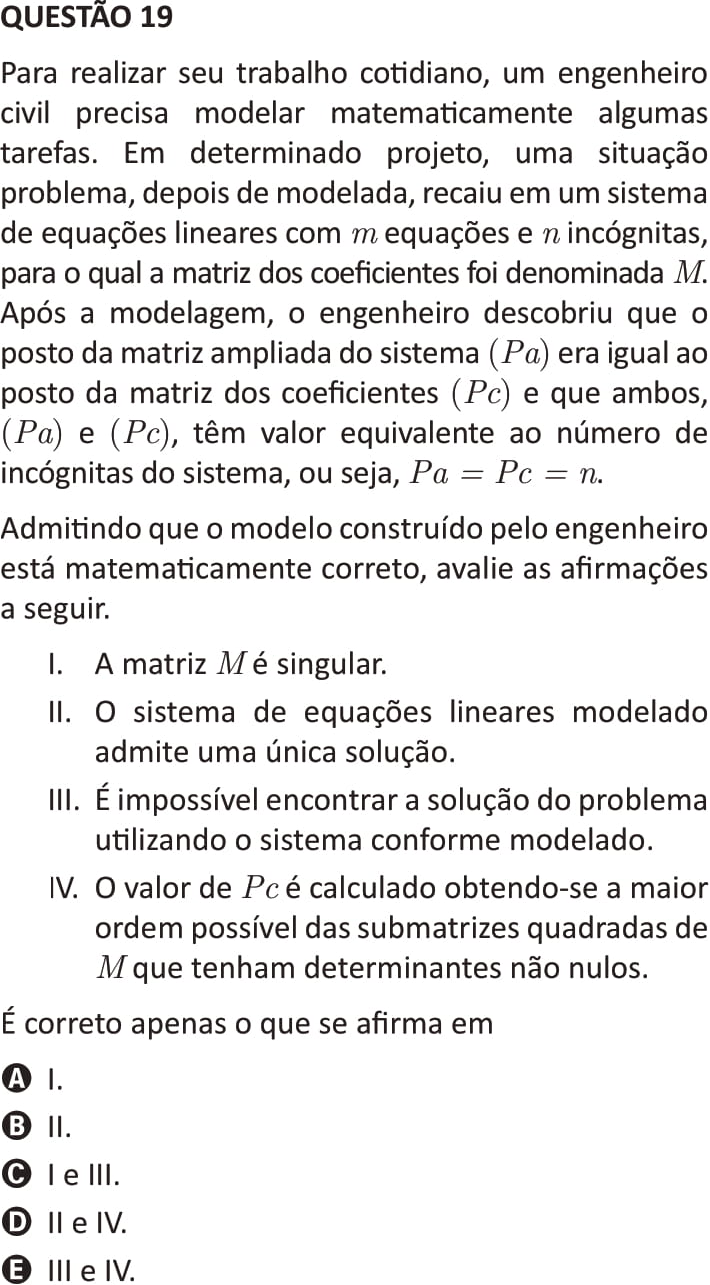 QUESTÃO 19
Para realizar seu trabalho cotidiano, um engenheiro
civil precisa modelar matematicamente algumas
tarefas. Em determinado projeto, uma situação
problema, depois de modelada, recaiu em um sistema
de equações lineares com m equações e n incógnitas,
para o qual a matriz dos coeficientes foi denominada M.
Após a modelagem, o engenheiro descobriu que o
posto da matriz ampliada do sistema (Pa) era igual ao
posto da matriz dos coeficientes (Pc) e que ambos,
(Pa) e (Pc), têm valor equivalente ao número de
incógnitas do sistema, ou seja, Pa = Pc = n.
Admitindo que o modelo construído pelo engenheiro
está matematicamente correto, avalie as afirmações
a seguir.
I. A matriz M é singular.
II. O sistema de equações lineares modelado
admite uma única solução.
III. É impossível encontrar a solução do problema
utilizando o sistema conforme modelado.
IV. O valor de Pc é calculado obtendo-se a maior
ordem possível das submatrizes quadradas de
M que tenham determinantes não nulos.
É correto apenas o que se afirma em
A I.
B II.
C I e III.
D II e IV.
E III e IV.